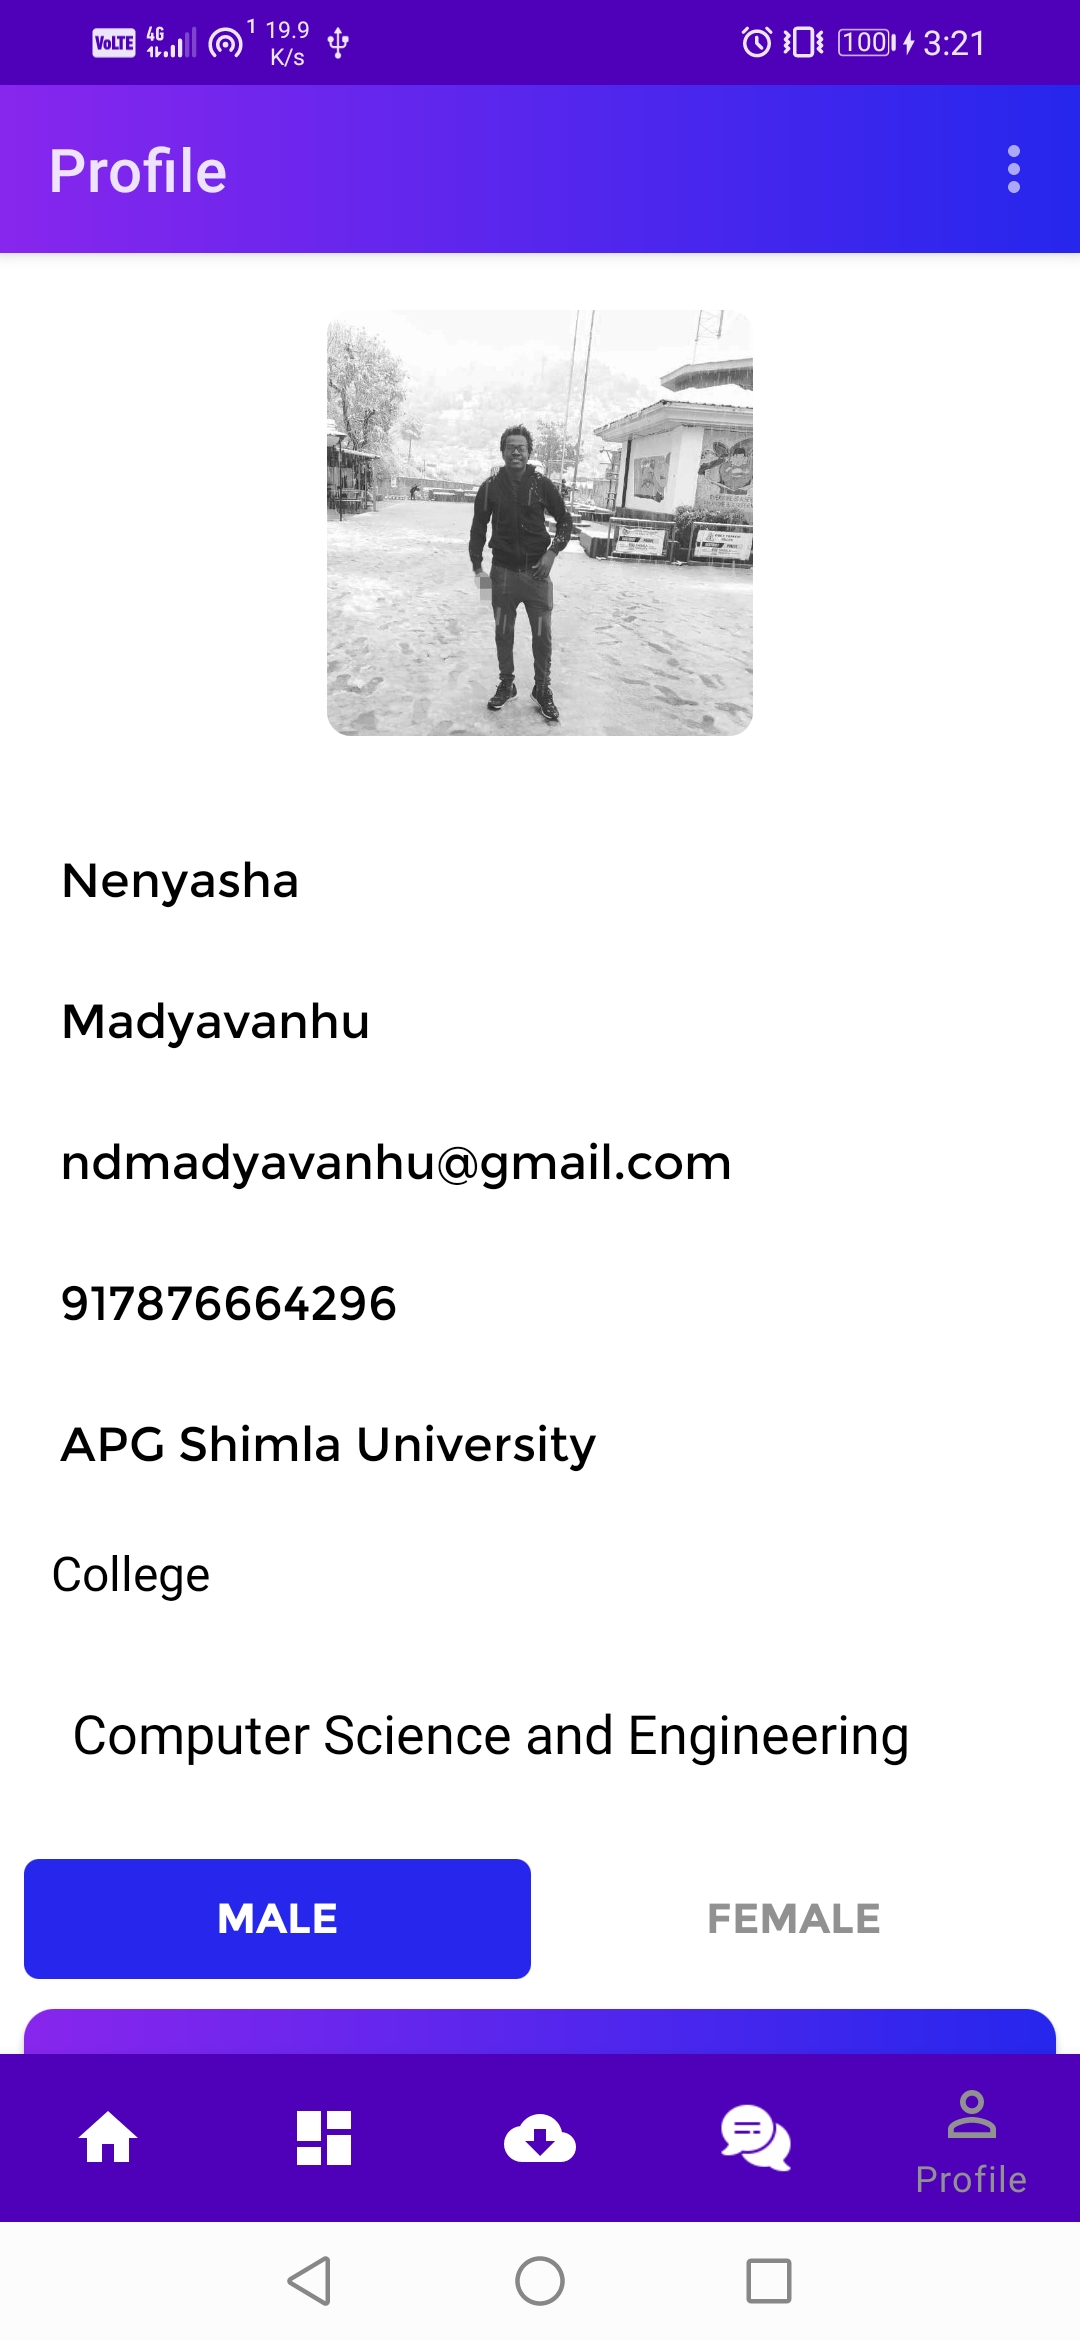 VoLTE 4G 1 19.9 K/s 100 3:21
Profile
Nenyasha
Madyavanhu
ndmadyavanhu@gmail.com
917876664296
APG Shimla University
College
Computer Science and Engineering
MALE FEMALE
Profile